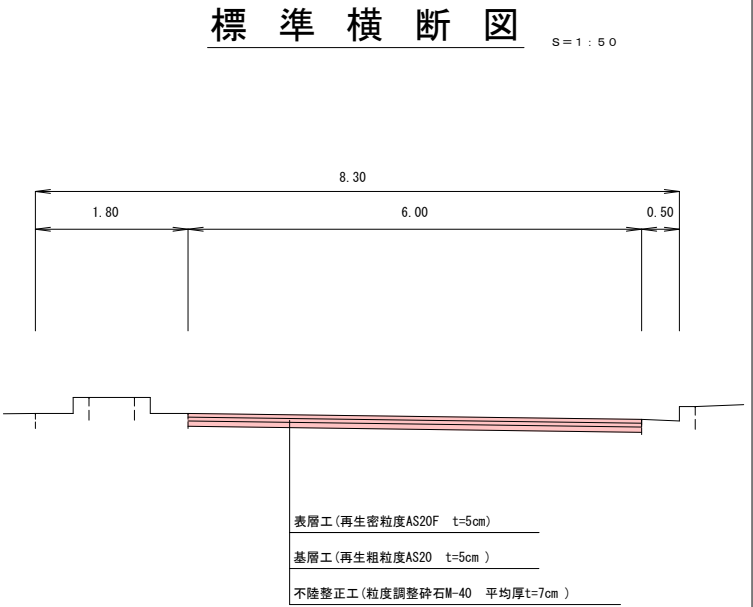 標準横断図 S=1:50
8.30
1.80 6.00 0.50
表層工(再生密粒度AS20F t=5cm)
基層工(再生粗粒度AS20 t=5cm )
不陸整正工(粒度調整砕石M-40 平均厚t=7cm )